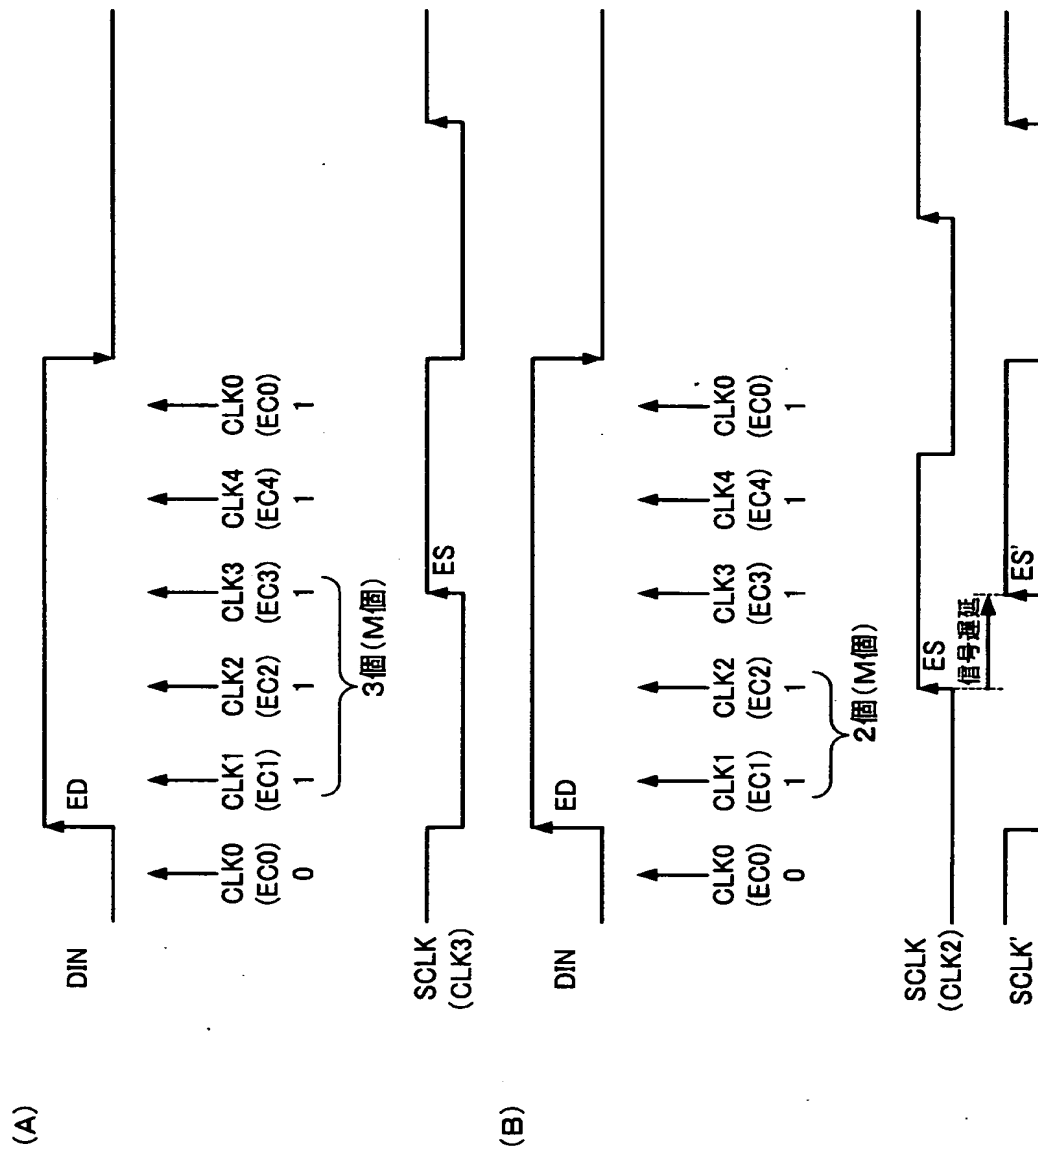 (A)
DIN
ED
CLK0
(EC0)
0
CLK1
(EC1)
1
CLK2
(EC2)
1
CLK3
(EC3)
1
CLK4
(EC4)
1
CLK0
(EC0)
1
3個(M個)
SCLK
(CLK3)
ES
(B)
DIN
ED
CLK0
(EC0)
0
CLK1
(EC1)
1
CLK2
(EC2)
1
CLK3
(EC3)
1
CLK4
(EC4)
1
CLK0
(EC0)
1
2個(M個)
SCLK
(CLK2)
ES
信号遅延
SCLK'
ES'